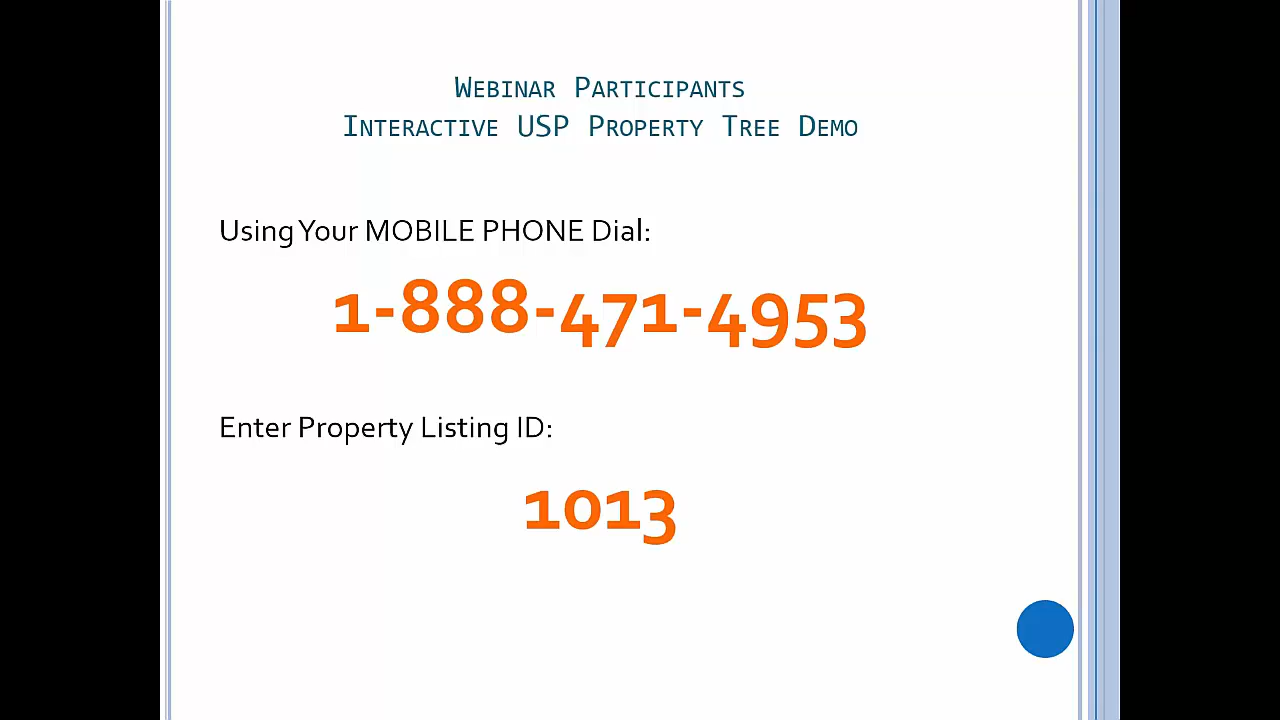 Webinar Participants
Interactive USP Property Tree Demo
Using Your MOBILE PHONE Dial:
1-888-471-4953
Enter Property Listing ID:
1013